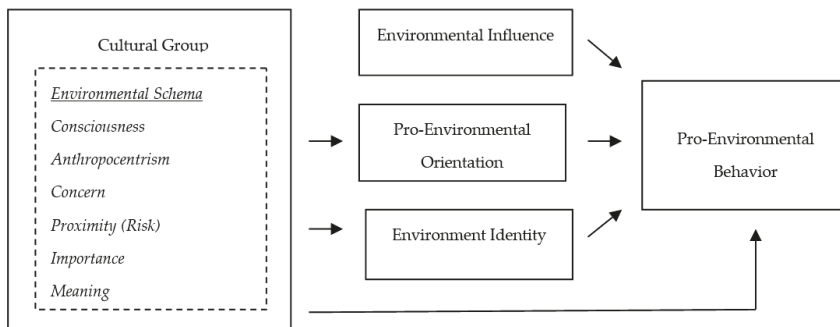 Cultural Group
Environmental Schema
Consciousness
Anthropocentrism
Concern
Proximity (Risk)
Importance
Meaning
Environmental Influence
Pro-Environmental
Orientation
Environment Identity
Pro-Environmental
Behavior